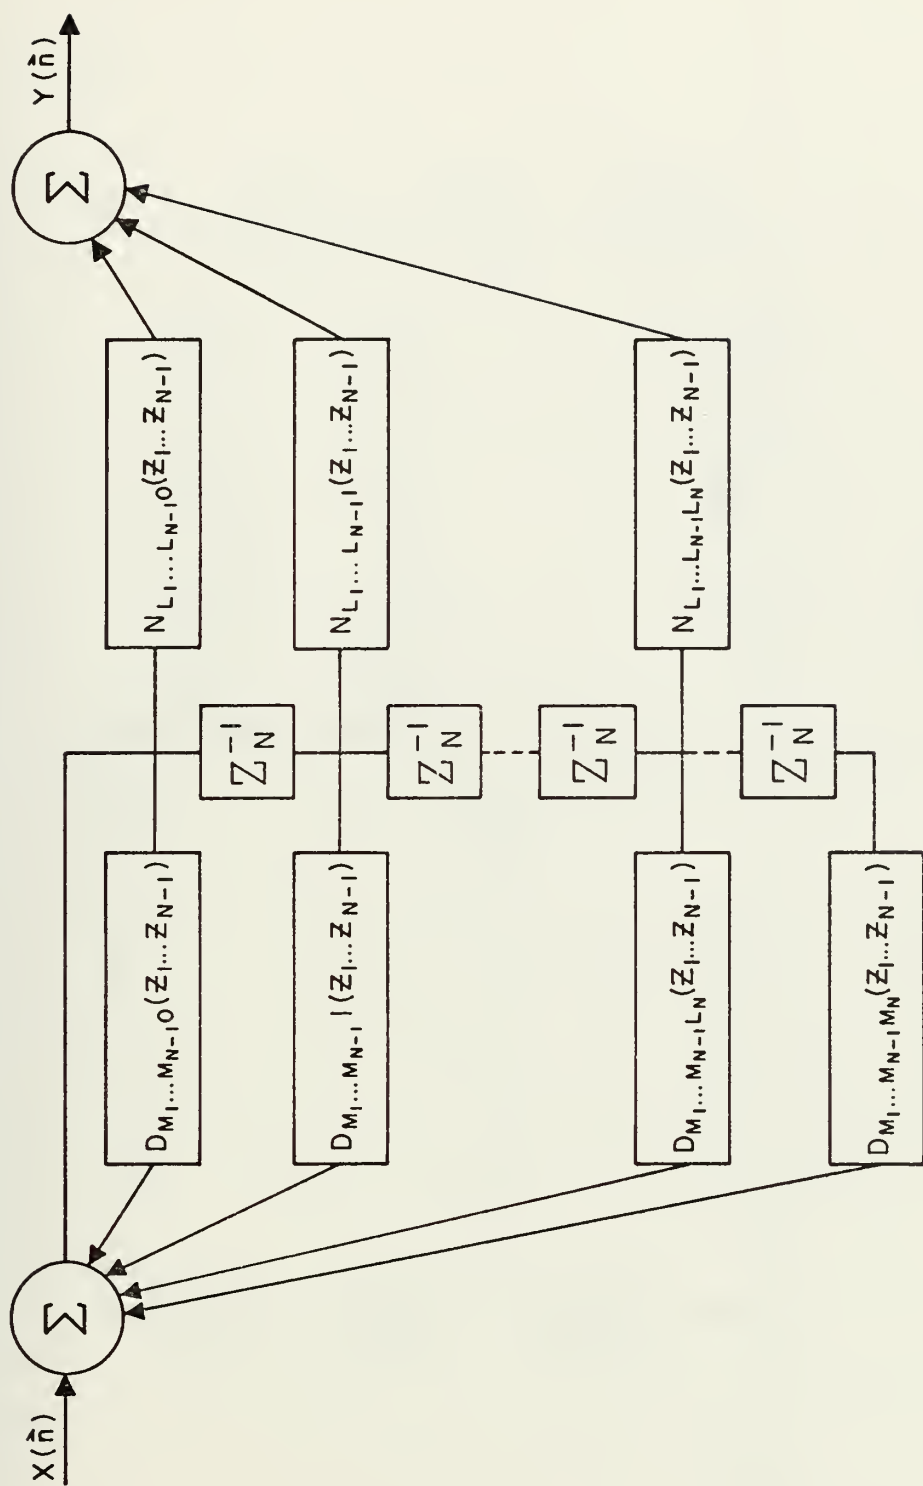 X(n̂)
Σ
D_{M_1...M_{N-1}0}(Z_1...Z_{N-1})
D_{M_1...M_{N-1}1}(Z_1...Z_{N-1})
D_{M_1...M_{N-1}L_N}(Z_1...Z_{N-1})
D_{M_1...M_{N-1}M_N}(Z_1...Z_{N-1})
Z_N^{-1}
Z_N^{-1}
Z_N^{-1}
Z_N^{-1}
N_{L_1...L_{N-1}0}(Z_1...Z_{N-1})
N_{L_1...L_{N-1}1}(Z_1...Z_{N-1})
N_{L_1...L_{N-1}L_N}(Z_1...Z_{N-1})
Σ
Y(n̂)